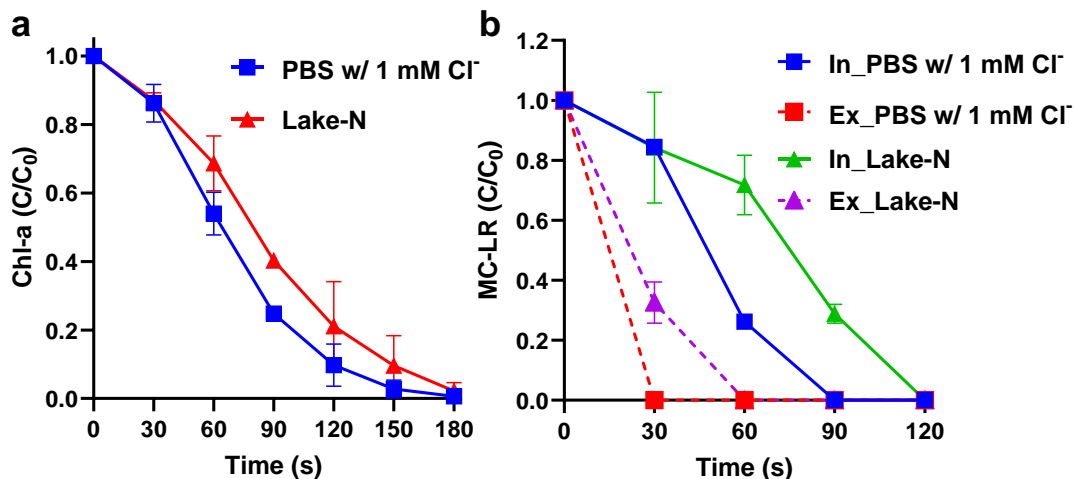 a
Chl-a (C/C₀)
1.0
0.8
0.6
0.4
0.2
0.0
0 30 60 90 120 150 180
Time (s)
PBS w/ 1 mM Cl⁻
Lake-N
b
MC-LR (C/C₀)
1.2
1.0
0.8
0.6
0.4
0.2
0.0
0 30 60 90 120
Time (s)
In_PBS w/ 1 mM Cl⁻
Ex_PBS w/ 1 mM Cl⁻
In_Lake-N
Ex_Lake-N